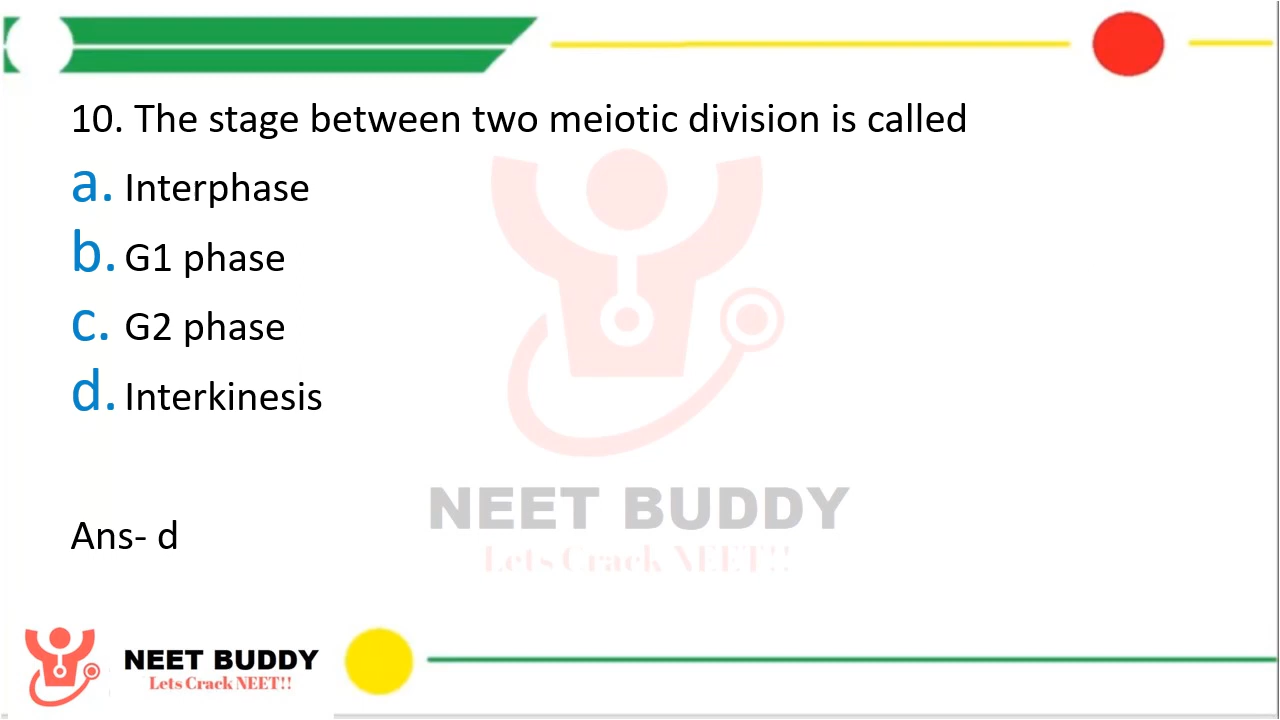 10. The stage between two meiotic division is called
a. Interphase
b. G1 phase
c. G2 phase
d. Interkinesis
NEET BUDDY
Lets Crack NEET!!
Ans- d
NEET BUDDY
Lets Crack NEET!!